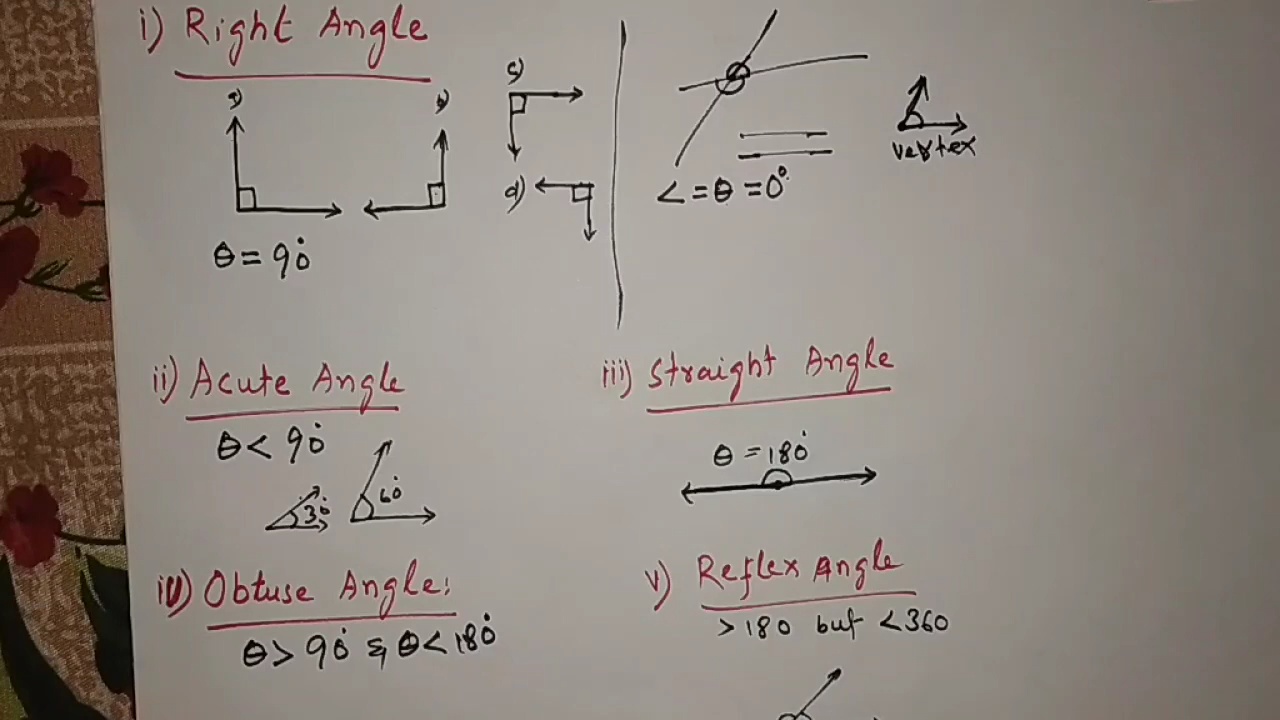 i) Right Angle
a)
b)
c)
d)
θ = 90°
vertex
∠ = θ = 0°
ii) Acute Angle
θ < 90°
30°
60°
iii) Straight Angle
θ = 180°
iv) Obtuse Angle:
θ > 90° & θ < 180°
v) Reflex Angle
> 180 but < 360